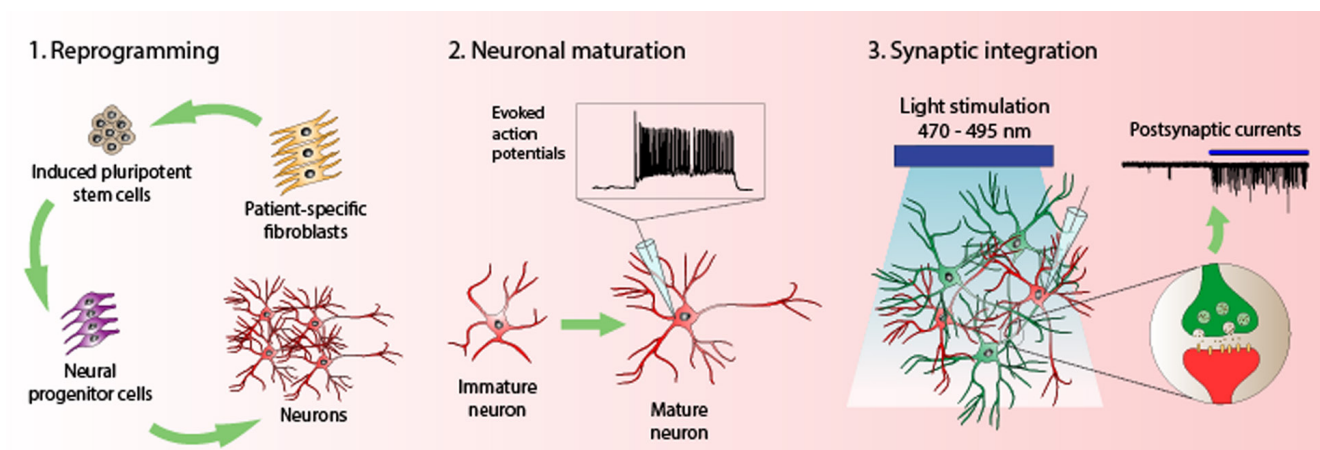 1. Reprogramming
Induced pluripotent
stem cells
Patient-specific
fibroblasts
Neural
progenitor cells
Neurons
2. Neuronal maturation
Evoked
action
potentials
Immature
neuron
Mature
neuron
3. Synaptic integration
Light stimulation
470 - 495 nm
Postsynaptic currents